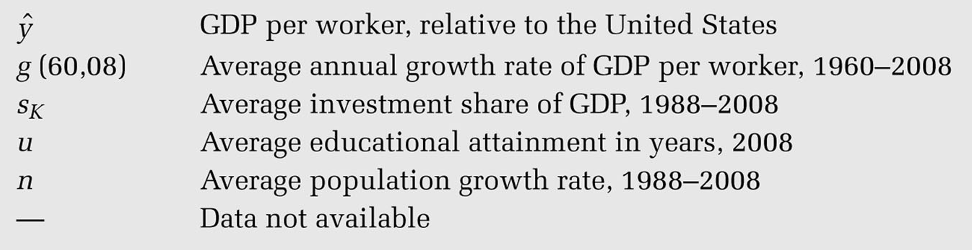 ŷ GDP per worker, relative to the United States
g (60,08) Average annual growth rate of GDP per worker, 1960–2008
sK Average investment share of GDP, 1988–2008
u Average educational attainment in years, 2008
n Average population growth rate, 1988–2008
— Data not available